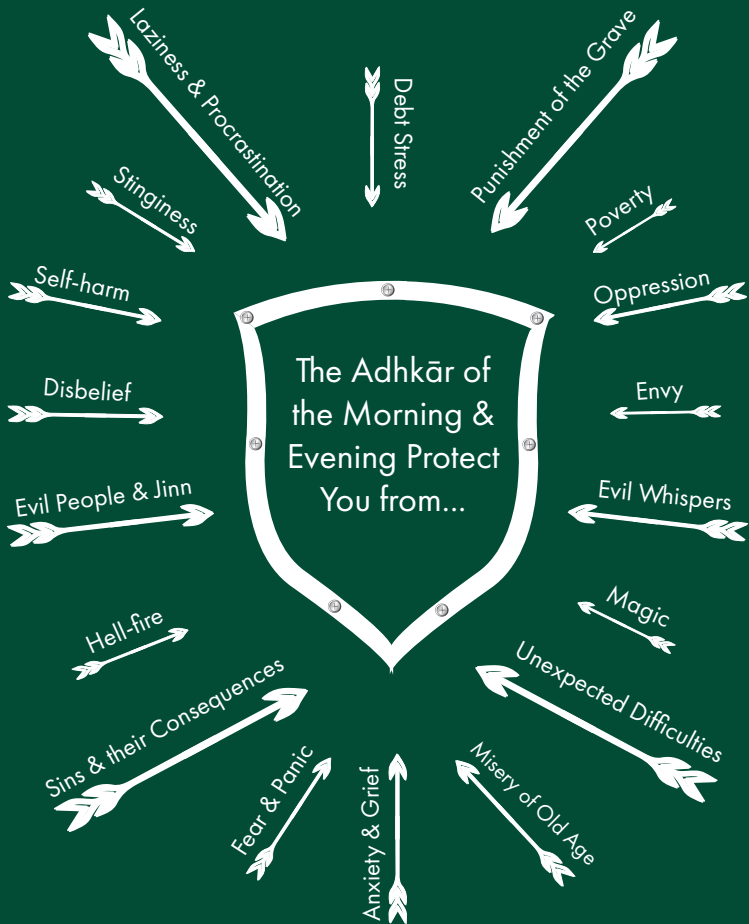 The Adhkār of
the Morning &
Evening Protect
You from...
Debt Stress
Punishment of the Grave
Poverty
Oppression
Envy
Evil Whispers
Magic
Unexpected Difficulties
Misery of Old Age
Anxiety & Grief
Fear & Panic
Sins & their Consequences
Hell-fire
Evil People & Jinn
Disbelief
Self-harm
Stinginess
Laziness & Procrastination